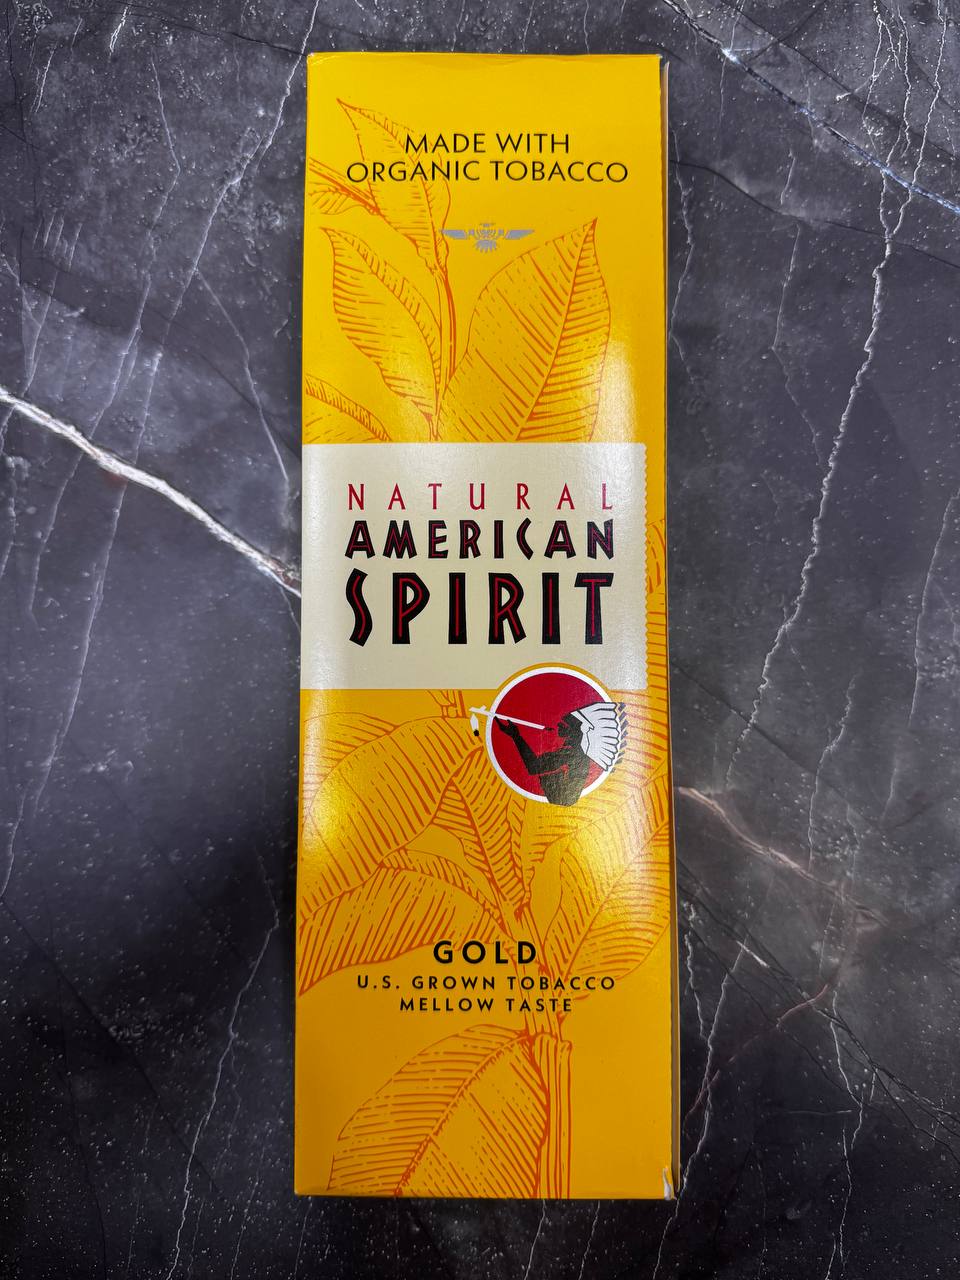 MADE WITH
ORGANIC TOBACCO
NATURAL
AMERICAN
SPIRIT
GOLD
U.S. GROWN TOBACCO
MELLOW TASTE